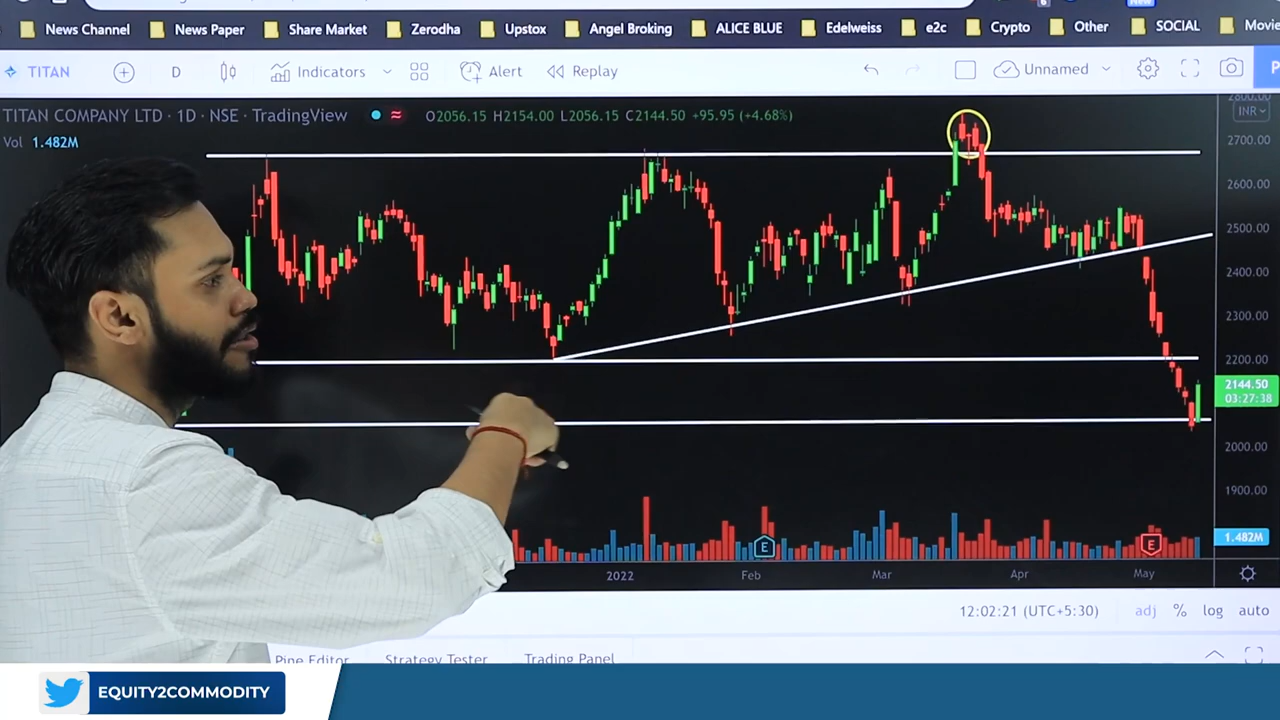 New
News Channel News Paper Share Market Zerodha Upstox Angel Broking ALICE BLUE Edelweiss e2c Crypto Other SOCIAL Movie
TITAN D Indicators Alert Replay Unnamed P
TITAN COMPANY LTD · 1D · NSE · TradingView O2056.15 H2154.00 L2056.15 C2144.50 +95.95 (+4.68%)
Vol 1.482M
2800.00
INR
2700.00
2600.00
2500.00
2400.00
2300.00
2200.00
2144.50
03:27:38
2000.00
1900.00
1.482M
E E
2022 Feb Mar Apr May
12:02:21 (UTC+5:30) adj % log auto
Pine Editor Strategy Tester Trading Panel
EQUITY2COMMODITY